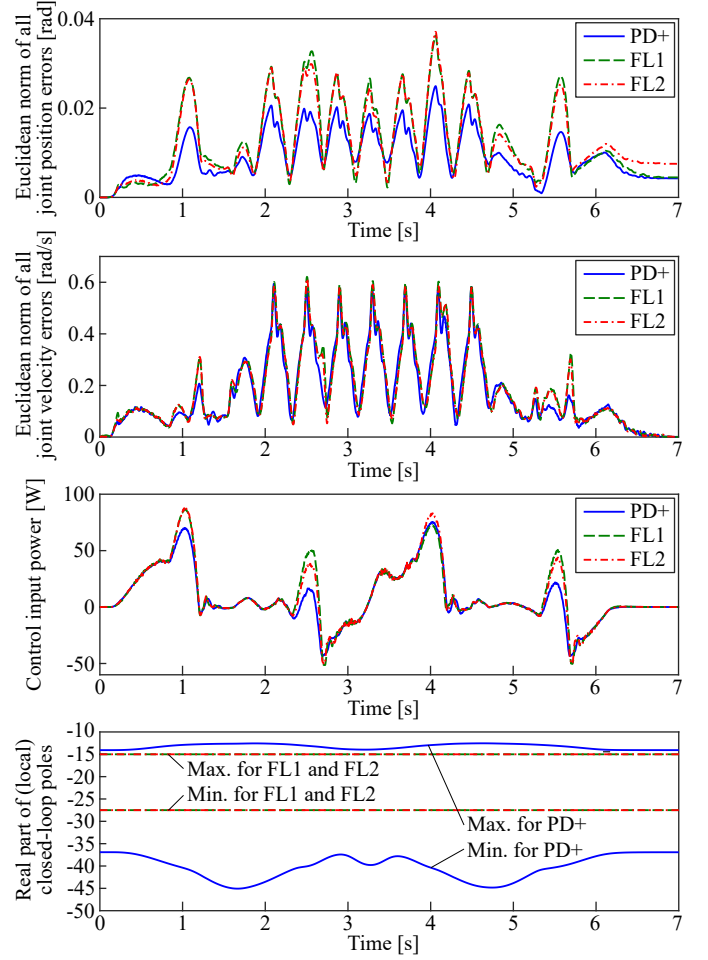 Euclidean norm of all
joint position errors [rad]
0.04
0.02
0
PD+
FL1
FL2
0 1 2 3 4 5 6 7
Time [s]
Euclidean norm of all
joint velocity errors [rad/s]
0.6
0.4
0.2
0
PD+
FL1
FL2
0 1 2 3 4 5 6 7
Time [s]
Control input power [W]
100
50
0
-50
PD+
FL1
FL2
0 1 2 3 4 5 6 7
Time [s]
Real part of (local)
closed-loop poles
-10
-15
-20
-25
-30
-35
-40
-45
-50
Max. for FL1 and FL2
Min. for FL1 and FL2
Max. for PD+
Min. for PD+
0 1 2 3 4 5 6 7
Time [s]